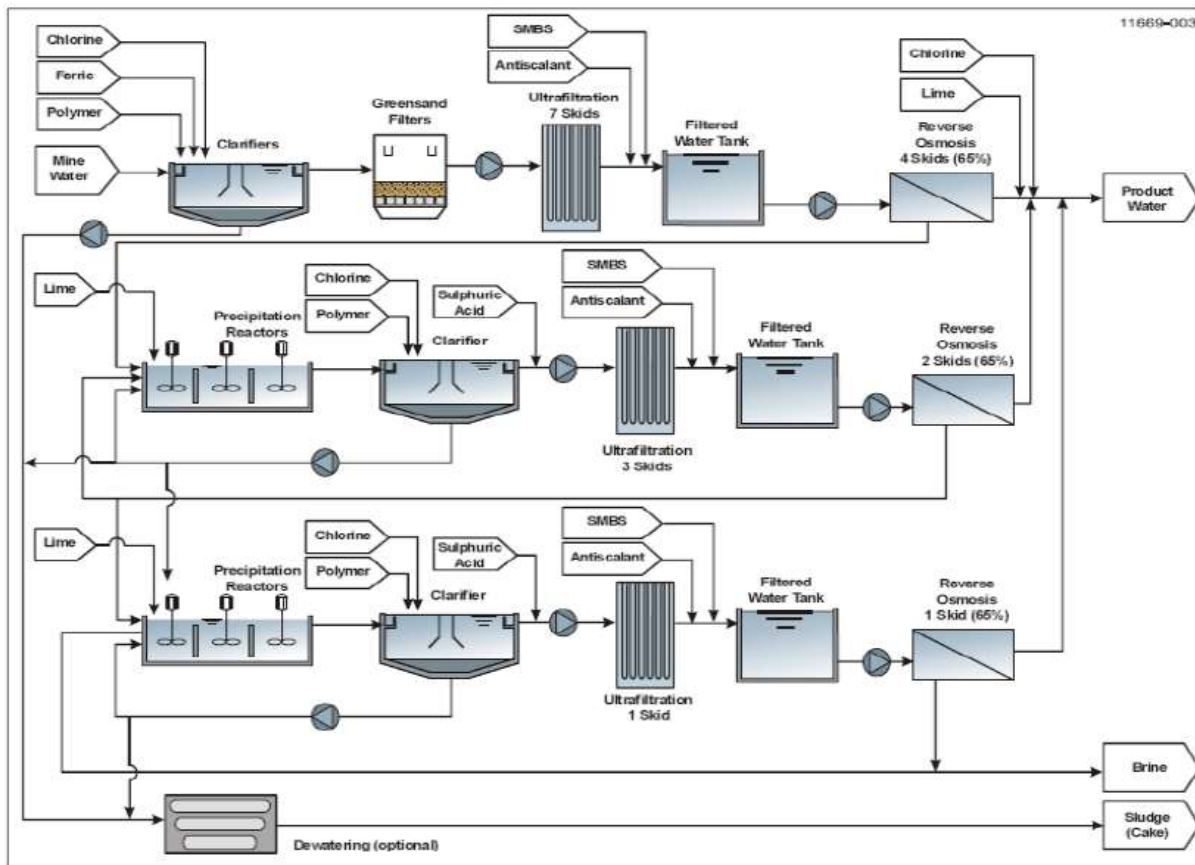 11669-003
Chlorine
Ferric
Polymer
Mine
Water
Clarifiers
Greensand
Filters
SMBS
Antiscalant
Ultrafiltration
7 Skids
Filtered
Water Tank
Chlorine
Lime
Reverse
Osmosis
4 Skids (65%)
Product
Water
Lime
Precipitation
Reactors
Chlorine
Polymer
Clarifier
Sulphuric
Acid
SMBS
Antiscalant
Ultrafiltration
3 Skids
Filtered
Water Tank
Reverse
Osmosis
2 Skids (65%)
Lime
Precipitation
Reactors
Chlorine
Polymer
Clarifier
Sulphuric
Acid
SMBS
Antiscalant
Ultrafiltration
1 Skid
Filtered
Water Tank
Reverse
Osmosis
1 Skid (65%)
Brine
Sludge
(Cake)
Dewatering (optional)